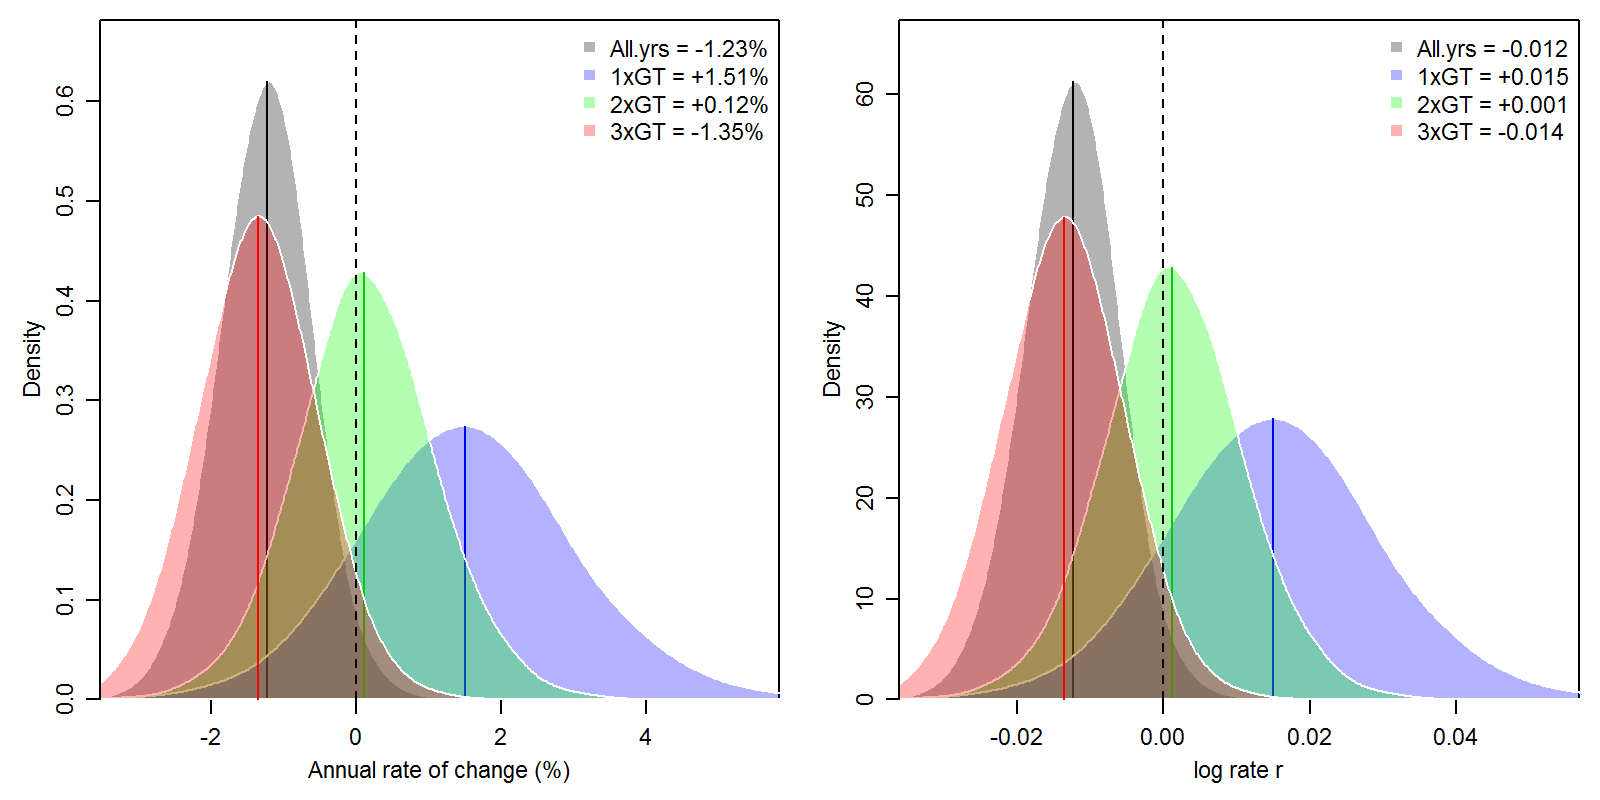 All.yrs = -1.23%
1xGT = +1.51%
2xGT = +0.12%
3xGT = -1.35%
Density
0.0
0.1
0.2
0.3
0.4
0.5
0.6
-2
0
2
4
Annual rate of change (%)
All.yrs = -0.012
1xGT = +0.015
2xGT = +0.001
3xGT = -0.014
Density
0
10
20
30
40
50
60
-0.02
0.00
0.02
0.04
log rate r